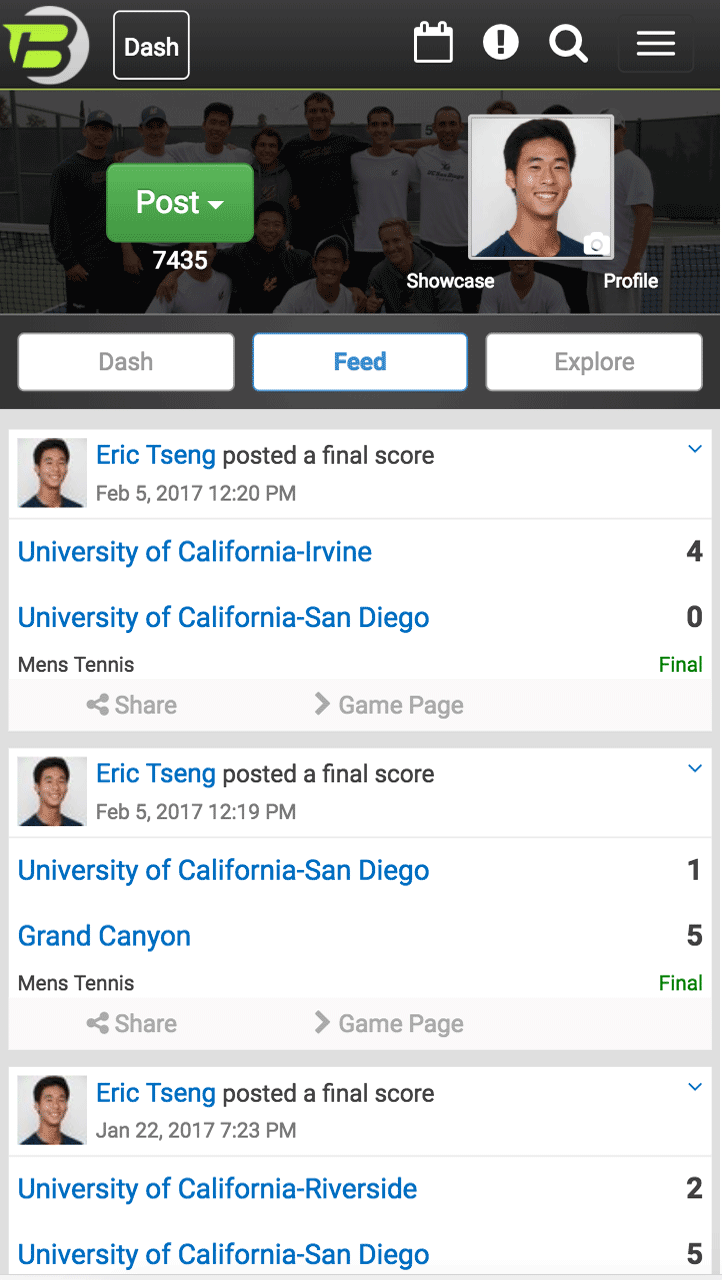 Dash
Post
7435
Showcase
Profile
Dash
Feed
Explore
Eric Tseng posted a final score
Feb 5, 2017 12:20 PM
University of California-Irvine 4
University of California-San Diego 0
Mens Tennis Final
Share Game Page
Eric Tseng posted a final score
Feb 5, 2017 12:19 PM
University of California-San Diego 1
Grand Canyon 5
Mens Tennis Final
Share Game Page
Eric Tseng posted a final score
Jan 22, 2017 7:23 PM
University of California-Riverside 2
University of California-San Diego 5